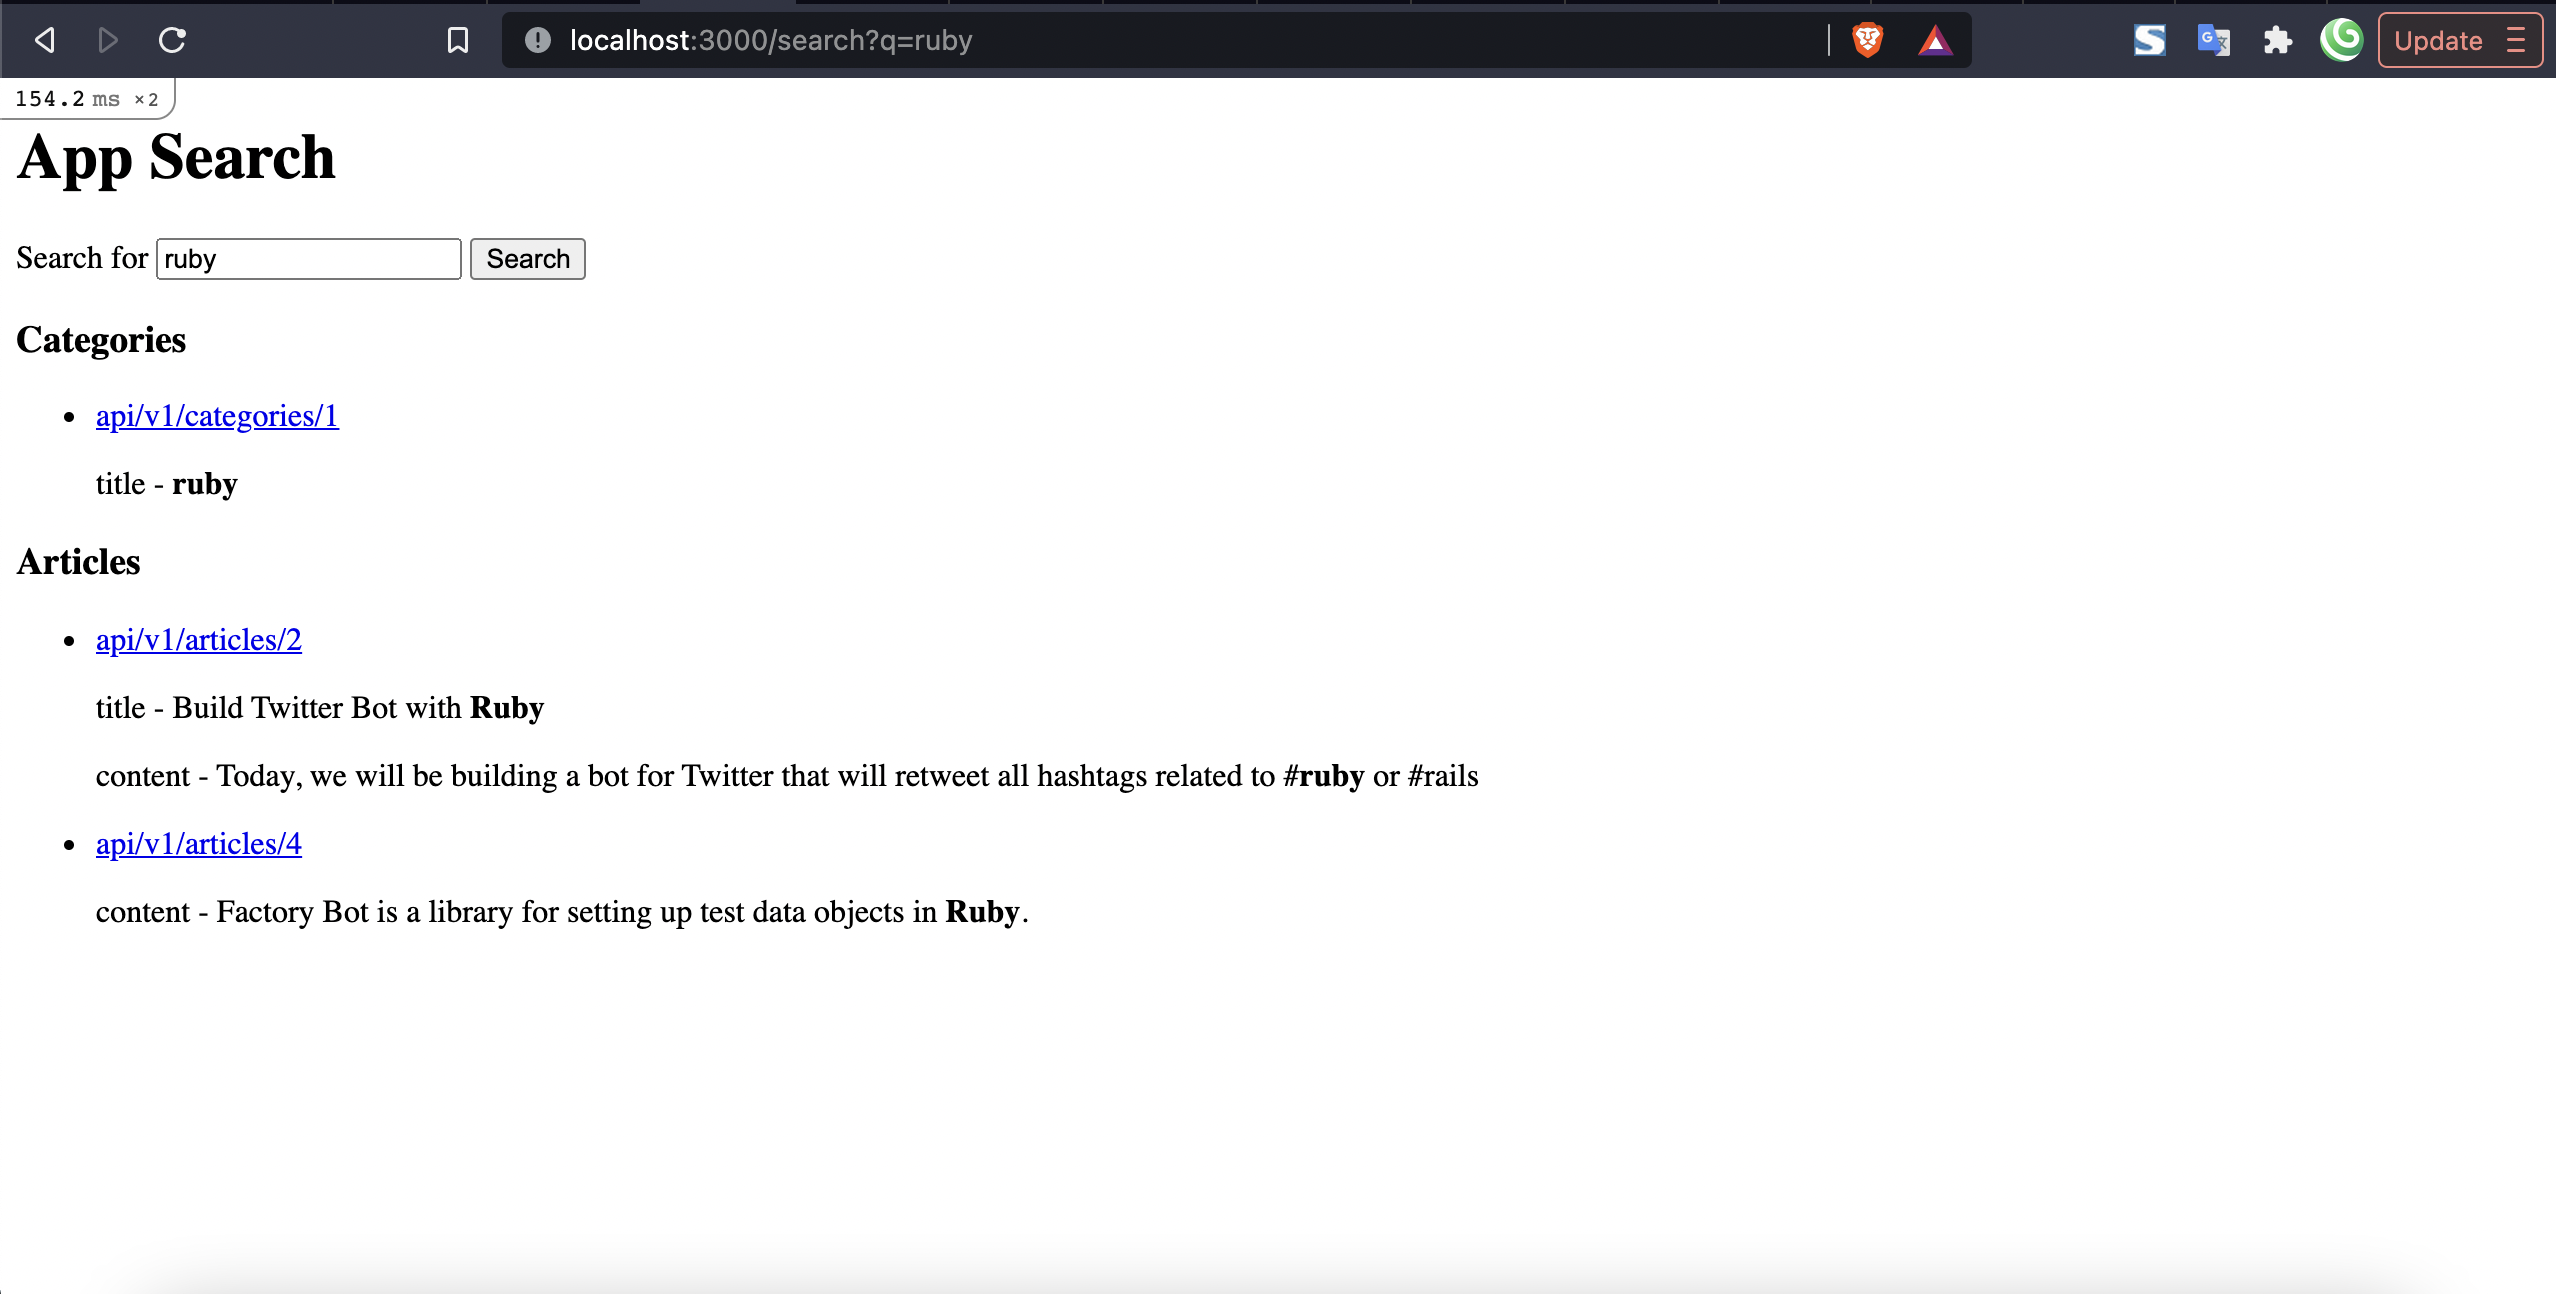 localhost:3000/search?q=ruby
Update
154.2 ms ×2
App Search
Search for ruby Search
Categories
api/v1/categories/1
title - ruby
Articles
api/v1/articles/2
title - Build Twitter Bot with Ruby
content - Today, we will be building a bot for Twitter that will retweet all hashtags related to #ruby or #rails
api/v1/articles/4
content - Factory Bot is a library for setting up test data objects in Ruby.